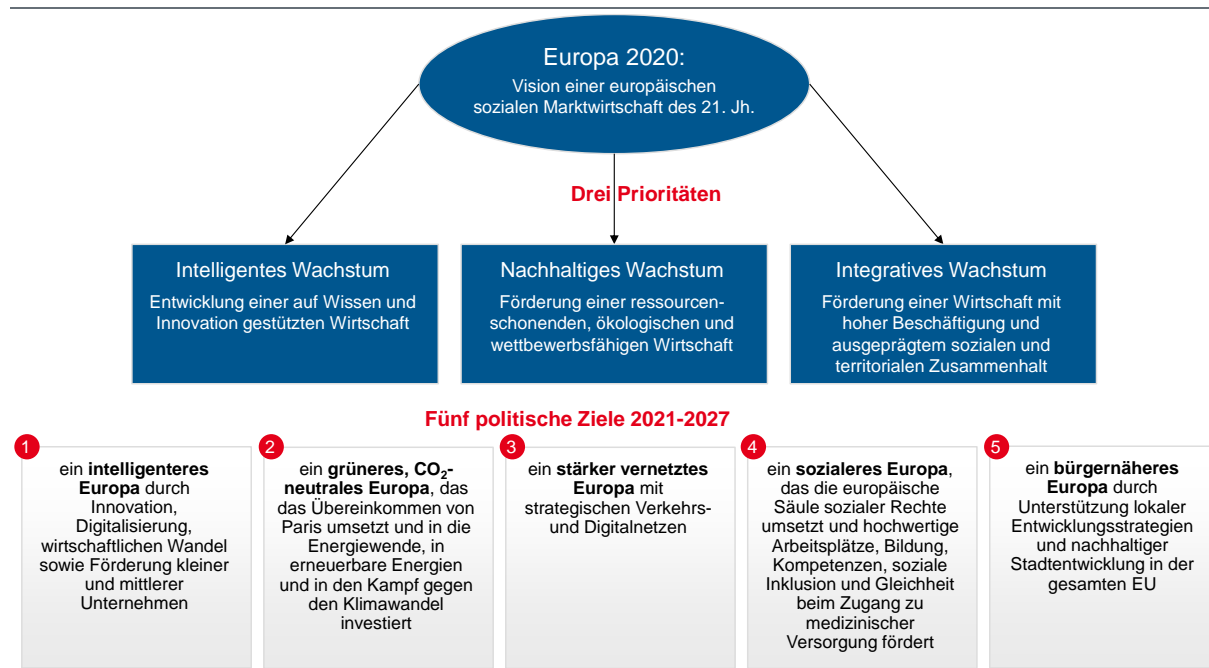 Europa 2020:
Vision einer europäischen
sozialen Marktwirtschaft des 21. Jh.
Drei Prioritäten
Intelligentes Wachstum
Entwicklung einer auf Wissen und
Innovation gestützten Wirtschaft
Nachhaltiges Wachstum
Förderung einer ressourcen-
schonenden, ökologischen und
wettbewerbsfähigen Wirtschaft
Integratives Wachstum
Förderung einer Wirtschaft mit
hoher Beschäftigung und
ausgeprägtem sozialen und
territorialen Zusammenhalt
Fünf politische Ziele 2021-2027
1
ein intelligenteres
Europa durch
Innovation,
Digitalisierung,
wirtschaftlichen Wandel
sowie Förderung kleiner
und mittlerer
Unternehmen
2
ein grüneres, CO₂-
neutrales Europa, das
das Übereinkommen von
Paris umsetzt und in die
Energiewende, in
erneuerbare Energien
und in den Kampf gegen
den Klimawandel
investiert
3
ein stärker vernetztes
Europa mit
strategischen Verkehrs-
und Digitalnetzen
4
ein sozialeres Europa,
das die europäische
Säule sozialer Rechte
umsetzt und hochwertige
Arbeitsplätze, Bildung,
Kompetenzen, soziale
Inklusion und Gleichheit
beim Zugang zu
medizinischer
Versorgung fördert
5
ein bürgernäheres
Europa durch
Unterstützung lokaler
Entwicklungsstrategien
und nachhaltiger
Stadtentwicklung in der
gesamten EU